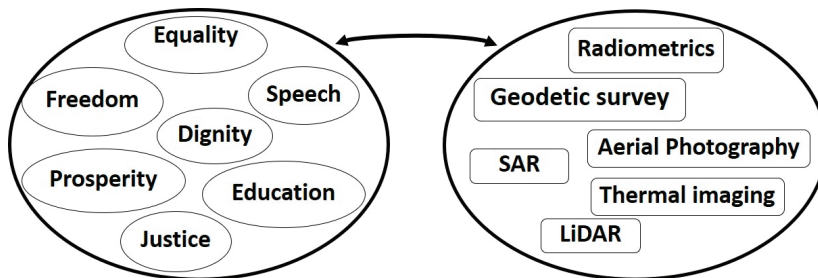 Equality
Freedom
Speech
Dignity
Prosperity
Education
Justice
Radiometrics
Geodetic survey
SAR
Aerial Photography
Thermal imaging
LiDAR